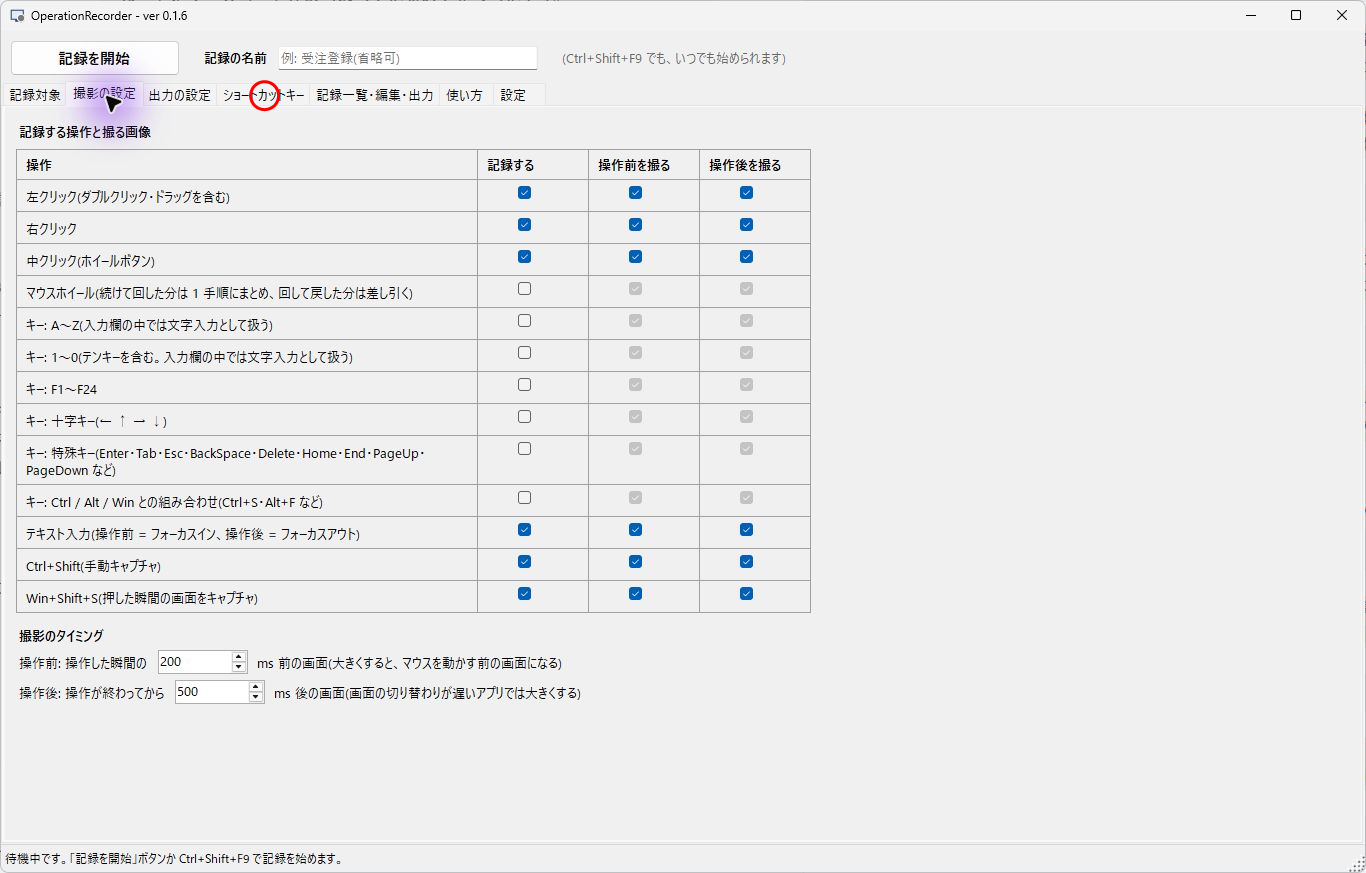 OperationRecorder - ver 0.1.6
記録を開始 記録の名前 例: 受注登録(省略可) (Ctrl+Shift+F9 でも、いつでも始められます)
記録対象 撮影の設定 出力の設定 ショートカットキー 記録一覧・編集・出力 使い方 設定
記録する操作と撮る画像
操作 記録する 操作前を撮る 操作後を撮る
左クリック(ダブルクリック・ドラッグを含む)
右クリック
中クリック(ホイールボタン)
マウスホイール(続けて回した分は 1 手順にまとめ、回して戻した分は差し引く)
キー: A～Z(入力欄の中では文字入力として扱う)
キー: 1～0(テンキーを含む。入力欄の中では文字入力として扱う)
キー: F1～F24
キー: 十字キー(← ↑ → ↓)
キー: 特殊キー(Enter・Tab・Esc・BackSpace・Delete・Home・End・PageUp・
PageDown など)
キー: Ctrl / Alt / Win との組み合わせ(Ctrl+S・Alt+F など)
テキスト入力(操作前 = フォーカスイン、操作後 = フォーカスアウト)
Ctrl+Shift(手動キャプチャ)
Win+Shift+S(押した瞬間の画面をキャプチャ)
撮影のタイミング
操作前: 操作した瞬間の 200 ms 前の画面(大きくすると、マウスを動かす前の画面になる)
操作後: 操作が終わってから 500 ms 後の画面(画面の切り替わりが遅いアプリでは大きくする)
待機中です。「記録を開始」ボタンか Ctrl+Shift+F9 で記録を始めます。